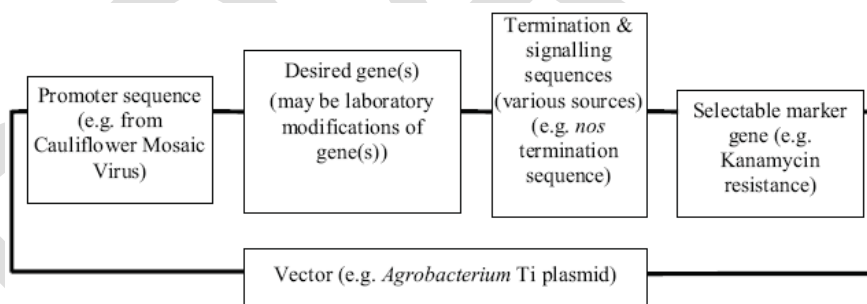 Promoter sequence
(e.g. from
Cauliflower Mosaic
Virus)
Desired gene(s)
(may be laboratory
modifications of
gene(s))
Termination &
signalling
sequences
(various sources)
(e.g. nos
termination
sequence)
Selectable marker
gene (e.g.
Kanamycin
resistance)
Vector (e.g. Agrobacterium Ti plasmid)